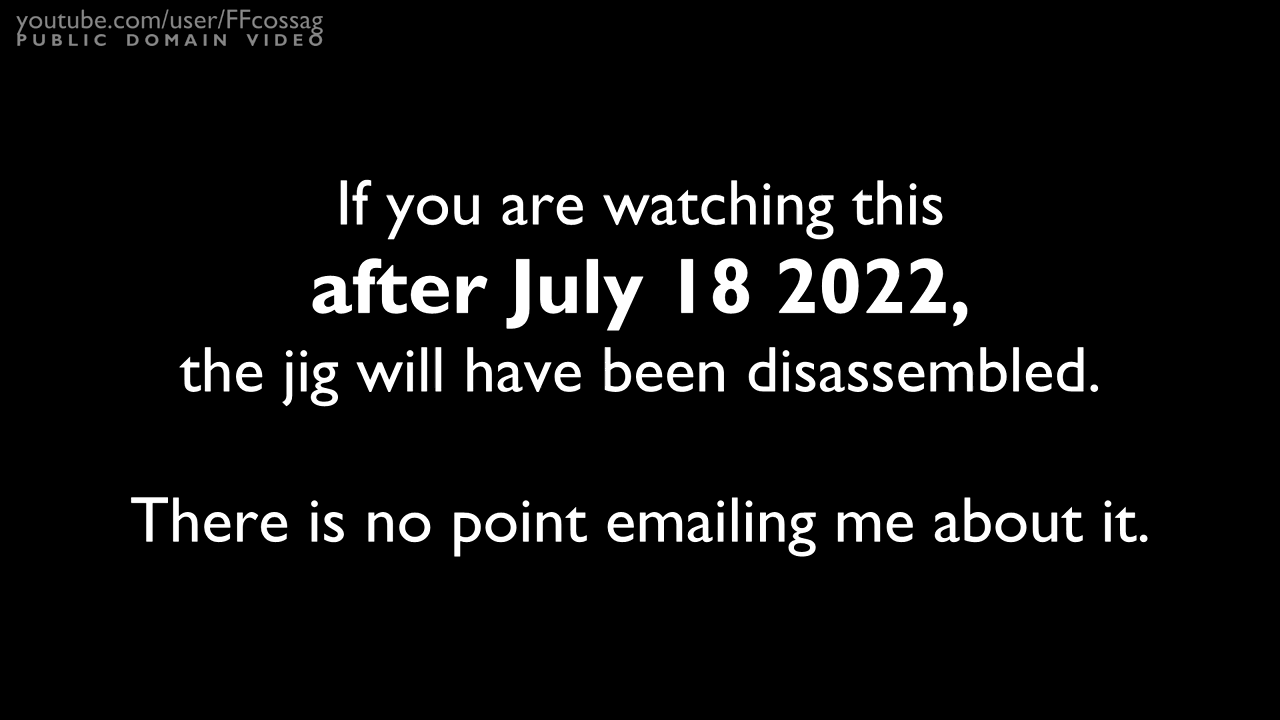 youtube.com/user/FFcossag
PUBLIC DOMAIN VIDEO
If you are watching this
after July 18 2022,
the jig will have been disassembled.
There is no point emailing me about it.